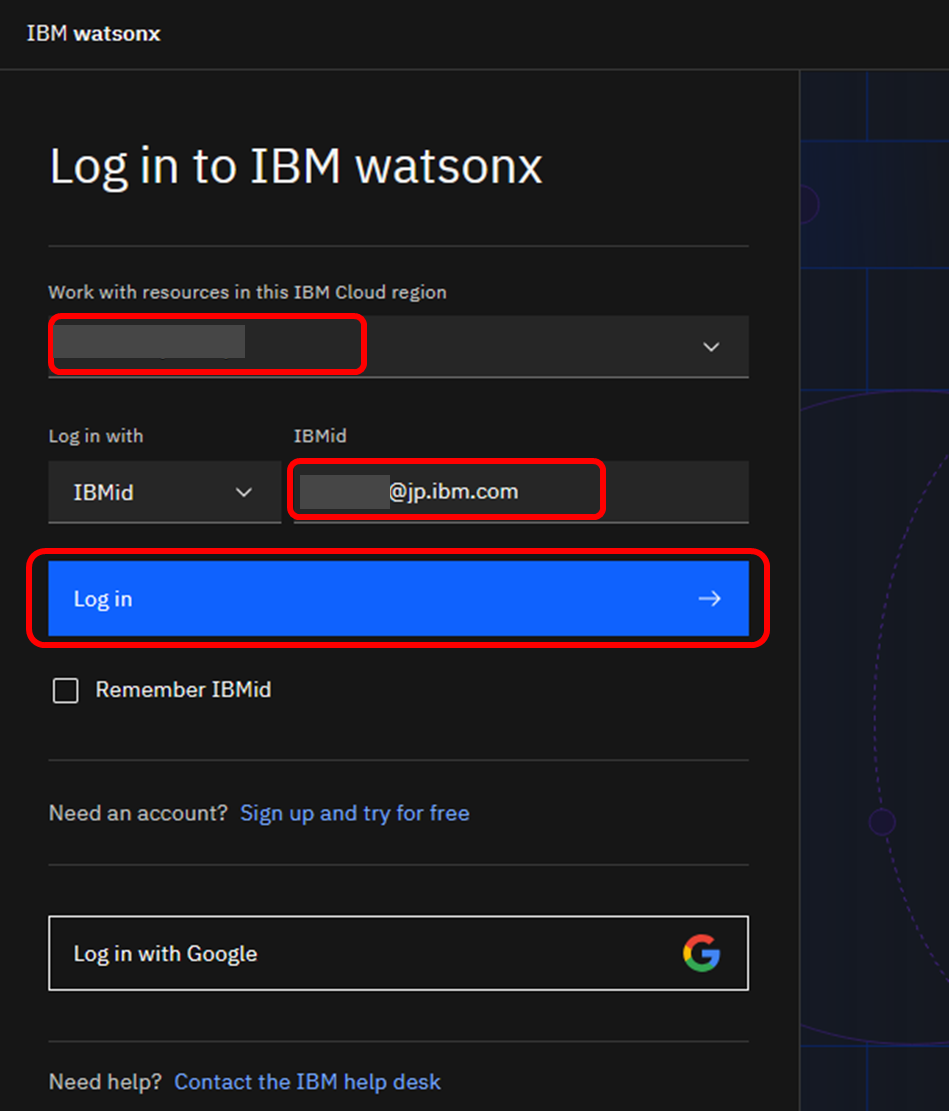 IBM watsonx
Log in to IBM watsonx
Work with resources in this IBM Cloud region
Log in with
IBMid
IBMid
@jp.ibm.com
Log in
Remember IBMid
Need an account? Sign up and try for free
Log in with Google
Need help? Contact the IBM help desk